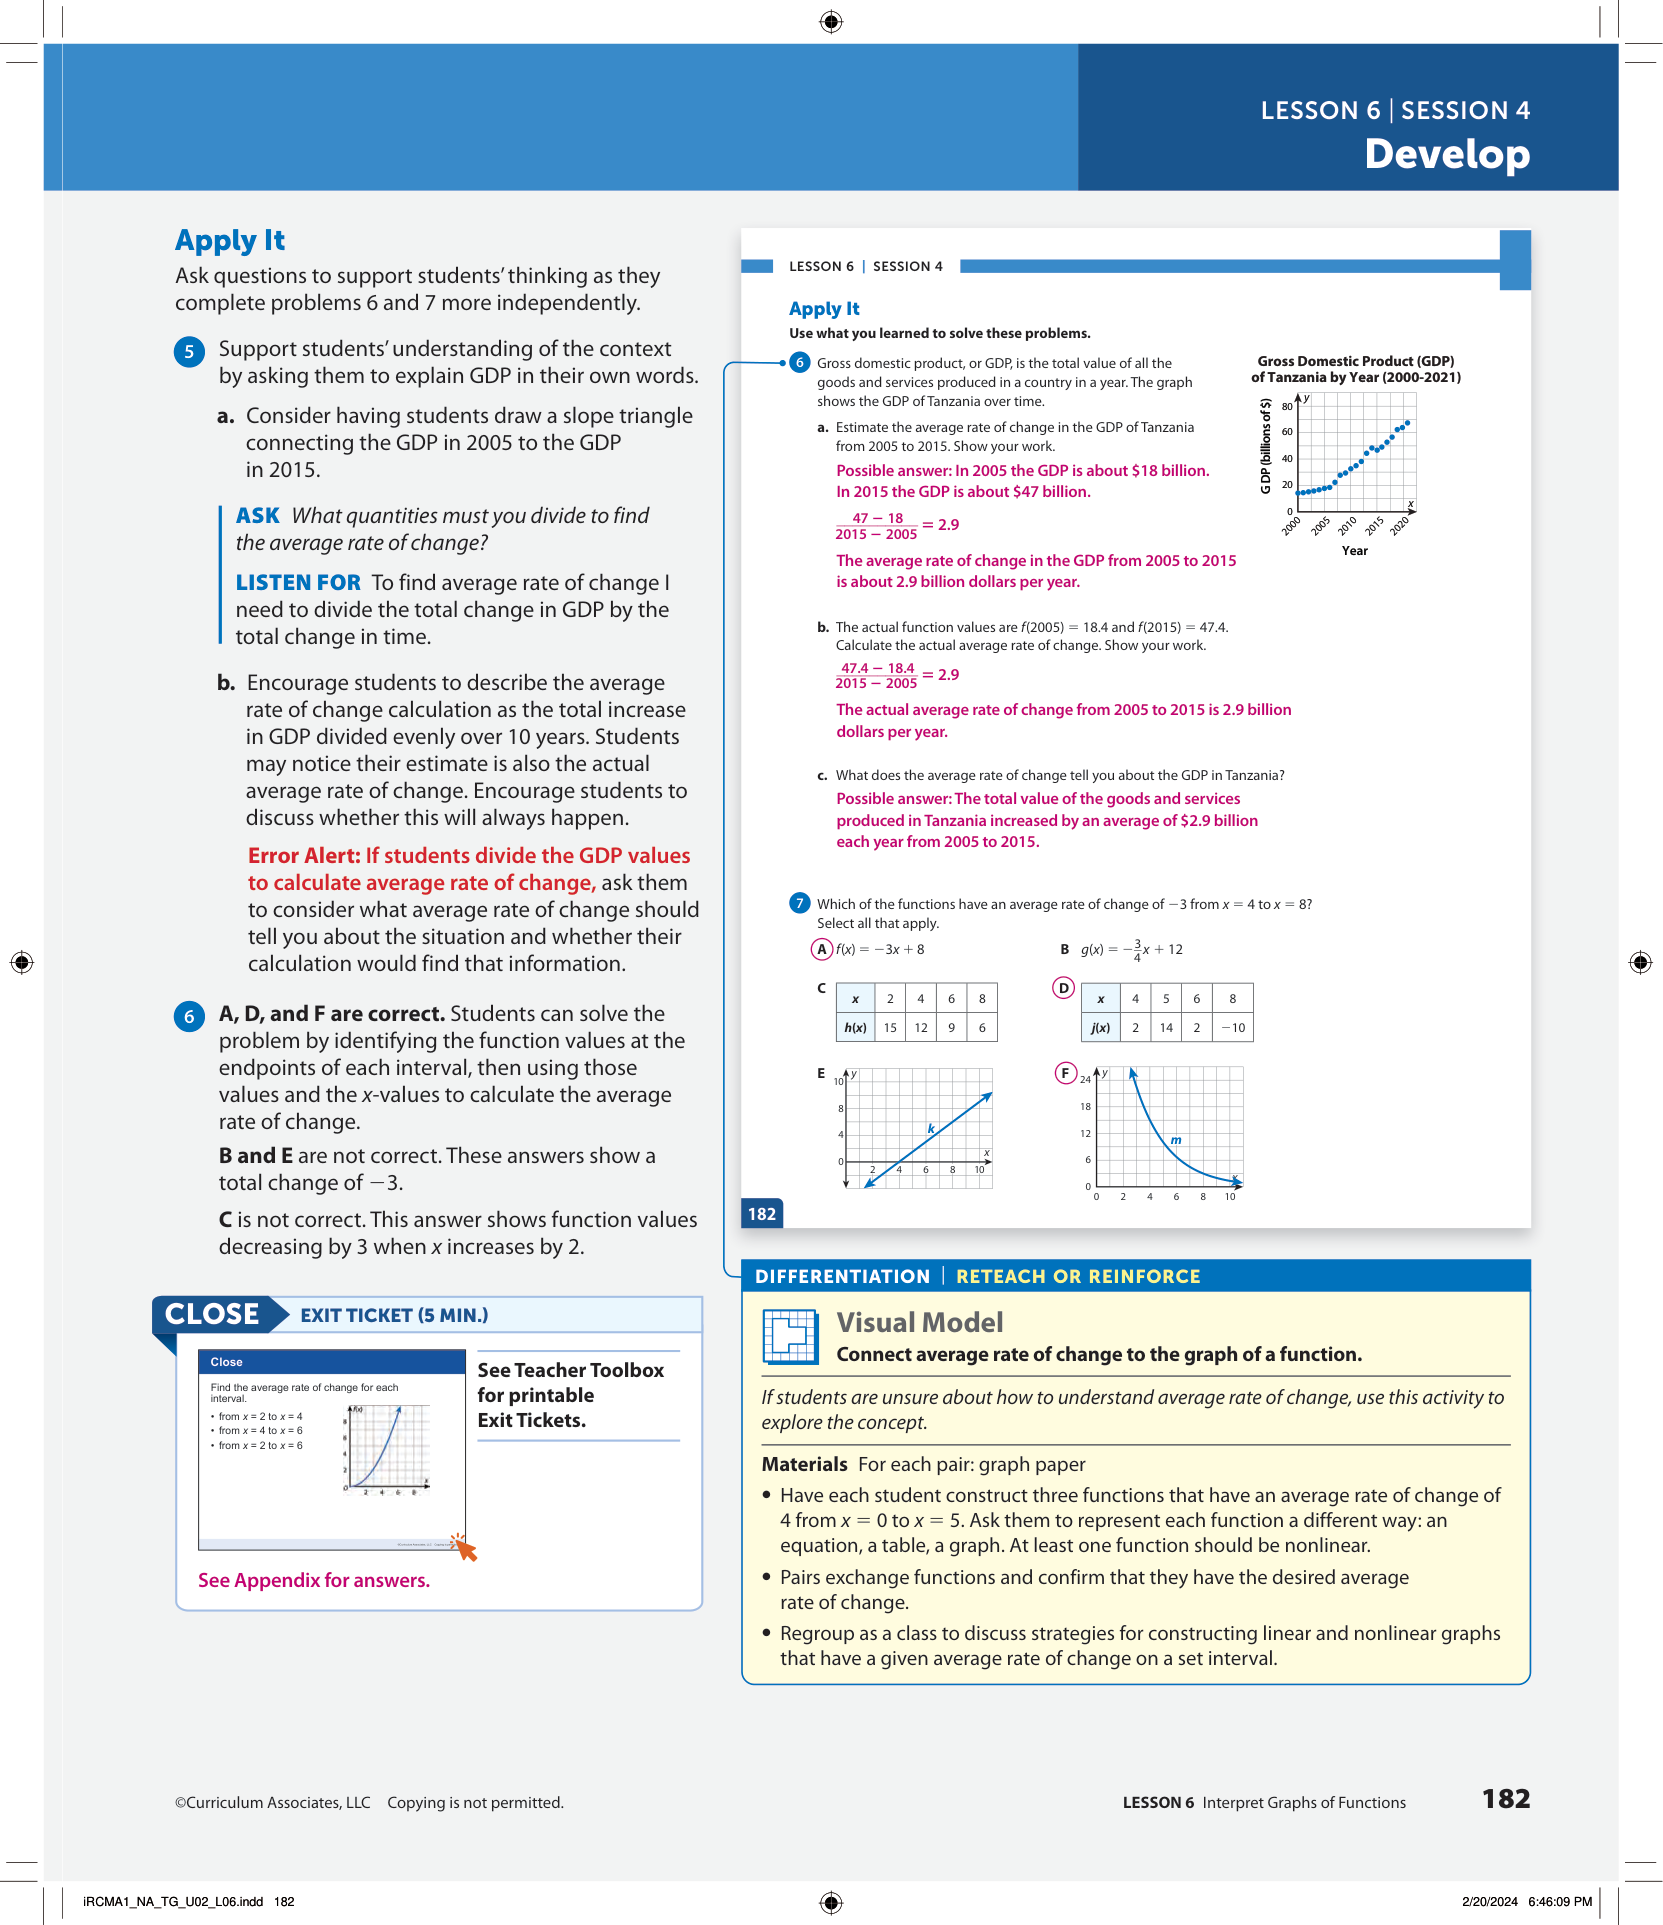 LESSON 6 | SESSION 4
Develop
Apply It
Ask questions to support students’ thinking as they
complete problems 6 and 7 more independently.
5 Support students’ understanding of the context
by asking them to explain GDP in their own words.
a. Consider having students draw a slope triangle
connecting the GDP in 2005 to the GDP
in 2015.
ASK What quantities must you divide to find
the average rate of change?
LISTEN FOR To find average rate of change I
need to divide the total change in GDP by the
total change in time.
b. Encourage students to describe the average
rate of change calculation as the total increase
in GDP divided evenly over 10 years. Students
may notice their estimate is also the actual
average rate of change. Encourage students to
discuss whether this will always happen.
Error Alert: If students divide the GDP values
to calculate average rate of change, ask them
to consider what average rate of change should
tell you about the situation and whether their
calculation would find that information.
6 A, D, and F are correct. Students can solve the
problem by identifying the function values at the
endpoints of each interval, then using those
values and the x-values to calculate the average
rate of change.
B and E are not correct. These answers show a
total change of −3.
C is not correct. This answer shows function values
decreasing by 3 when x increases by 2.
CLOSE EXIT TICKET (5 MIN.)
Close
Find the average rate of change for each
interval.
• from x = 2 to x = 4
• from x = 4 to x = 6
• from x = 2 to x = 6
f(x)
8
6
4
2
O
2 4 6 8
x
See Teacher Toolbox
for printable
Exit Tickets.
See Appendix for answers.
LESSON 6 | SESSION 4
Apply It
Use what you learned to solve these problems.
6 Gross domestic product, or GDP, is the total value of all the
goods and services produced in a country in a year. The graph
shows the GDP of Tanzania over time.
a. Estimate the average rate of change in the GDP of Tanzania
from 2005 to 2015. Show your work.
Possible answer: In 2005 the GDP is about $18 billion.
In 2015 the GDP is about $47 billion.
47 − 18
2015 − 2005 = 2.9
The average rate of change in the GDP from 2005 to 2015
is about 2.9 billion dollars per year.
Gross Domestic Product (GDP)
of Tanzania by Year (2000-2021)
GDP (billions of $)
y
80
60
40
20
0
x
2000 2005 2010 2015 2020
Year
b. The actual function values are f(2005) = 18.4 and f(2015) = 47.4.
Calculate the actual average rate of change. Show your work.
47.4 − 18.4
2015 − 2005 = 2.9
The actual average rate of change from 2005 to 2015 is 2.9 billion
dollars per year.
c. What does the average rate of change tell you about the GDP in Tanzania?
Possible answer: The total value of the goods and services
produced in Tanzania increased by an average of $2.9 billion
each year from 2005 to 2015.
7 Which of the functions have an average rate of change of −3 from x = 4 to x = 8?
Select all that apply.
A f(x) = −3x + 8
B g(x) = −3/4x + 12
C
x 2 4 6 8
h(x) 15 12 9 6
D
x 4 5 6 8
j(x) 2 14 2 −10
E
y
10
8
4
0
2 4 6 8 10
x
k
F
y
24
18
12
6
0
0 2 4 6 8 10
x
m
182
DIFFERENTIATION | RETEACH OR REINFORCE
Visual Model
Connect average rate of change to the graph of a function.
If students are unsure about how to understand average rate of change, use this activity to
explore the concept.
Materials For each pair: graph paper
• Have each student construct three functions that have an average rate of change of
4 from x = 0 to x = 5. Ask them to represent each function a different way: an
equation, a table, a graph. At least one function should be nonlinear.
• Pairs exchange functions and confirm that they have the desired average
rate of change.
• Regroup as a class to discuss strategies for constructing linear and nonlinear graphs
that have a given average rate of change on a set interval.
©Curriculum Associates, LLC Copying is not permitted.
LESSON 6 Interpret Graphs of Functions 182
iRCMA1_NA_TG_U02_L06.indd 182
2/20/2024 6:46:09 PM